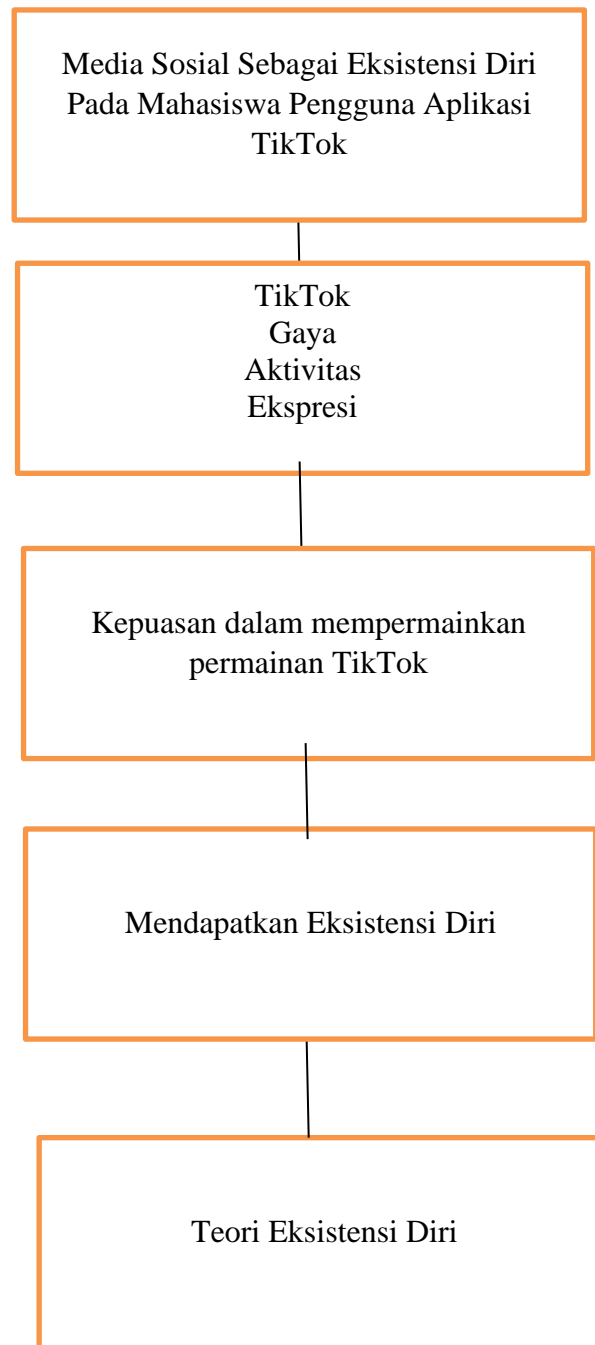 Media Sosial Sebagai Eksistensi Diri
Pada Mahasiswa Pengguna Aplikasi
TikTok
TikTok
Gaya
Aktivitas
Ekspresi
Kepuasan dalam mempermainkan
permainan TikTok
Mendapatkan Eksistensi Diri
Teori Eksistensi Diri